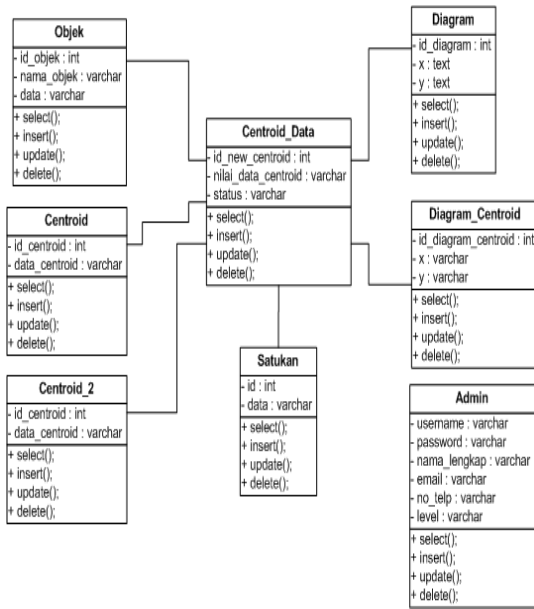 Objek
- id_objek : int
- nama_objek : varchar
- data : varchar
+ select();
+ insert();
+ update();
+ delete();
Centroid
- id_centroid : int
- data_centroid : varchar
+ select();
+ insert();
+ update();
+ delete();
Centroid_2
- id_centroid : int
- data_centroid : varchar
+ select();
+ insert();
+ update();
+ delete();
Centroid_Data
- id_new_centroid : int
- nilai_data_centroid : varchar
- status : varchar
+ select();
+ insert();
+ update();
+ delete();
Satukan
- id : int
- data : varchar
+ select();
+ insert();
+ update();
+ delete();
Diagram
- id_diagram : int
- x : text
- y : text
+ select();
+ insert();
+ update();
+ delete();
Diagram_Centroid
- id_diagram_centroid : int
- x : varchar
- y : varchar
+ select();
+ insert();
+ update();
+ delete();
Admin
- username : varchar
- password : varchar
- nama_lengkap : varchar
- email : varchar
- no_telp : varchar
- level : varchar
+ select();
+ insert();
+ update();
+ delete();